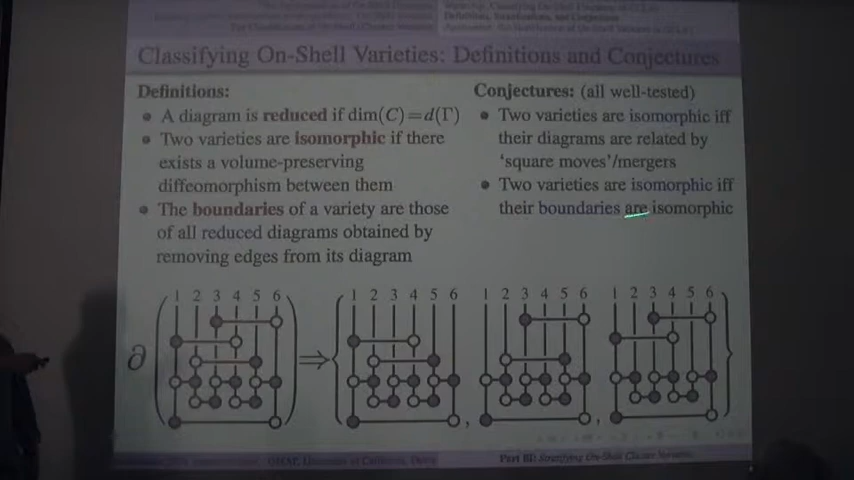 Classifying On-Shell Varieties: Definitions and Conjectures
Definitions:
• A diagram is reduced if dim(C)=d(Γ)
• Two varieties are isomorphic if there
exists a volume-preserving
diffeomorphism between them
• The boundaries of a variety are those
of all reduced diagrams obtained by
removing edges from its diagram
Conjectures: (all well-tested)
• Two varieties are isomorphic iff
their diagrams are related by
'square moves'/mergers
• Two varieties are isomorphic iff
their boundaries are isomorphic
1 2 3 4 5 6
1 2 3 4 5 6
1 2 3 4 5 6
1 2 3 4 5 6
∂ ( ) ⇒ { , , }
QMAP, University of California, Davis
Part III: Stratifying On-Shell Cluster Varieties